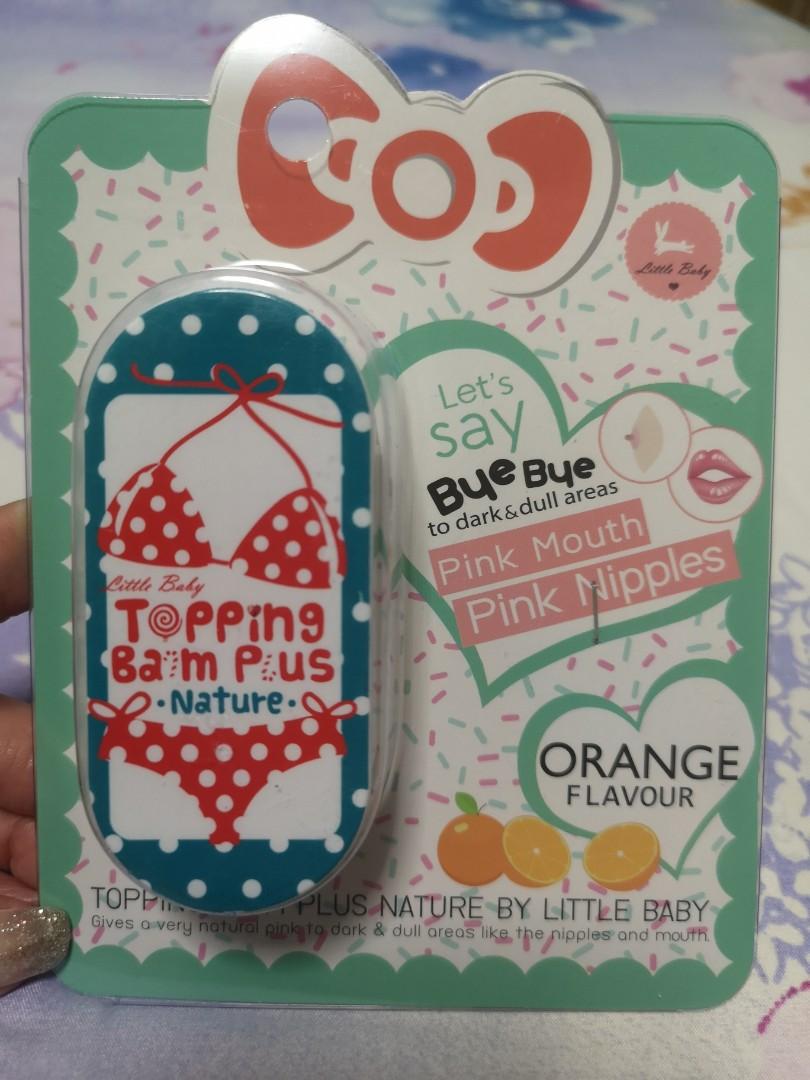 Little Baby
Let's
say
Bye Bye
to dark & dull areas
Pink Mouth
Pink Nipples
Little Baby
Topping
Balm Plus
·Nature·
ORANGE
FLAVOUR
PLUS NATURE BY LITTLE BABY
Gives a very natural pink to dark & dull areas like the nipples and mouth.